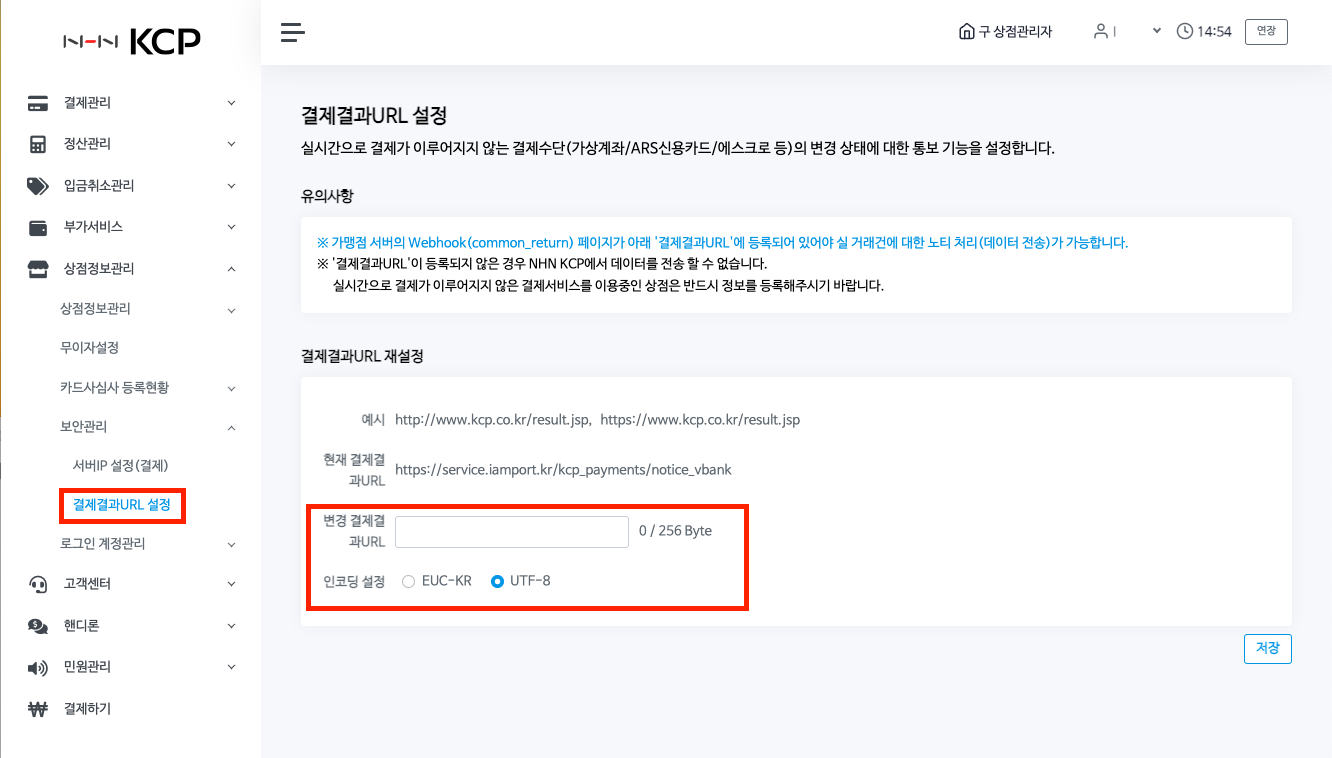 NHN KCP
구 상점관리자
14:54
연장
결제관리
정산관리
입금취소관리
부가서비스
상점정보관리
상점정보관리
무이자설정
카드사심사 등록현황
보안관리
서버IP 설정(결제)
결제결과URL 설정
로그인 계정관리
고객센터
핸디론
민원관리
결제하기
결제결과URL 설정
실시간으로 결제가 이루어지지 않는 결제수단(가상계좌/ARS신용카드/에스크로 등)의 변경 상태에 대한 통보 기능을 설정합니다.
유의사항
※ 가맹점 서버의 Webhook(common_return) 페이지가 아래 '결제결과URL'에 등록되어 있어야 실 거래건에 대한 노티 처리(데이터 전송)가 가능합니다.
※ '결제결과URL'이 등록되지 않은 경우 NHN KCP에서 데이터를 전송 할 수 없습니다.
실시간으로 결제가 이루어지지 않은 결제서비스를 이용중인 상점은 반드시 정보를 등록해주시기 바랍니다.
결제결과URL 재설정
예시 http://www.kcp.co.kr/result.jsp, https://www.kcp.co.kr/result.jsp
현재 결제결
과URL
https://service.iamport.kr/kcp_payments/notice_vbank
변경 결제결
과URL
0 / 256 Byte
인코딩 설정 EUC-KR UTF-8
저장